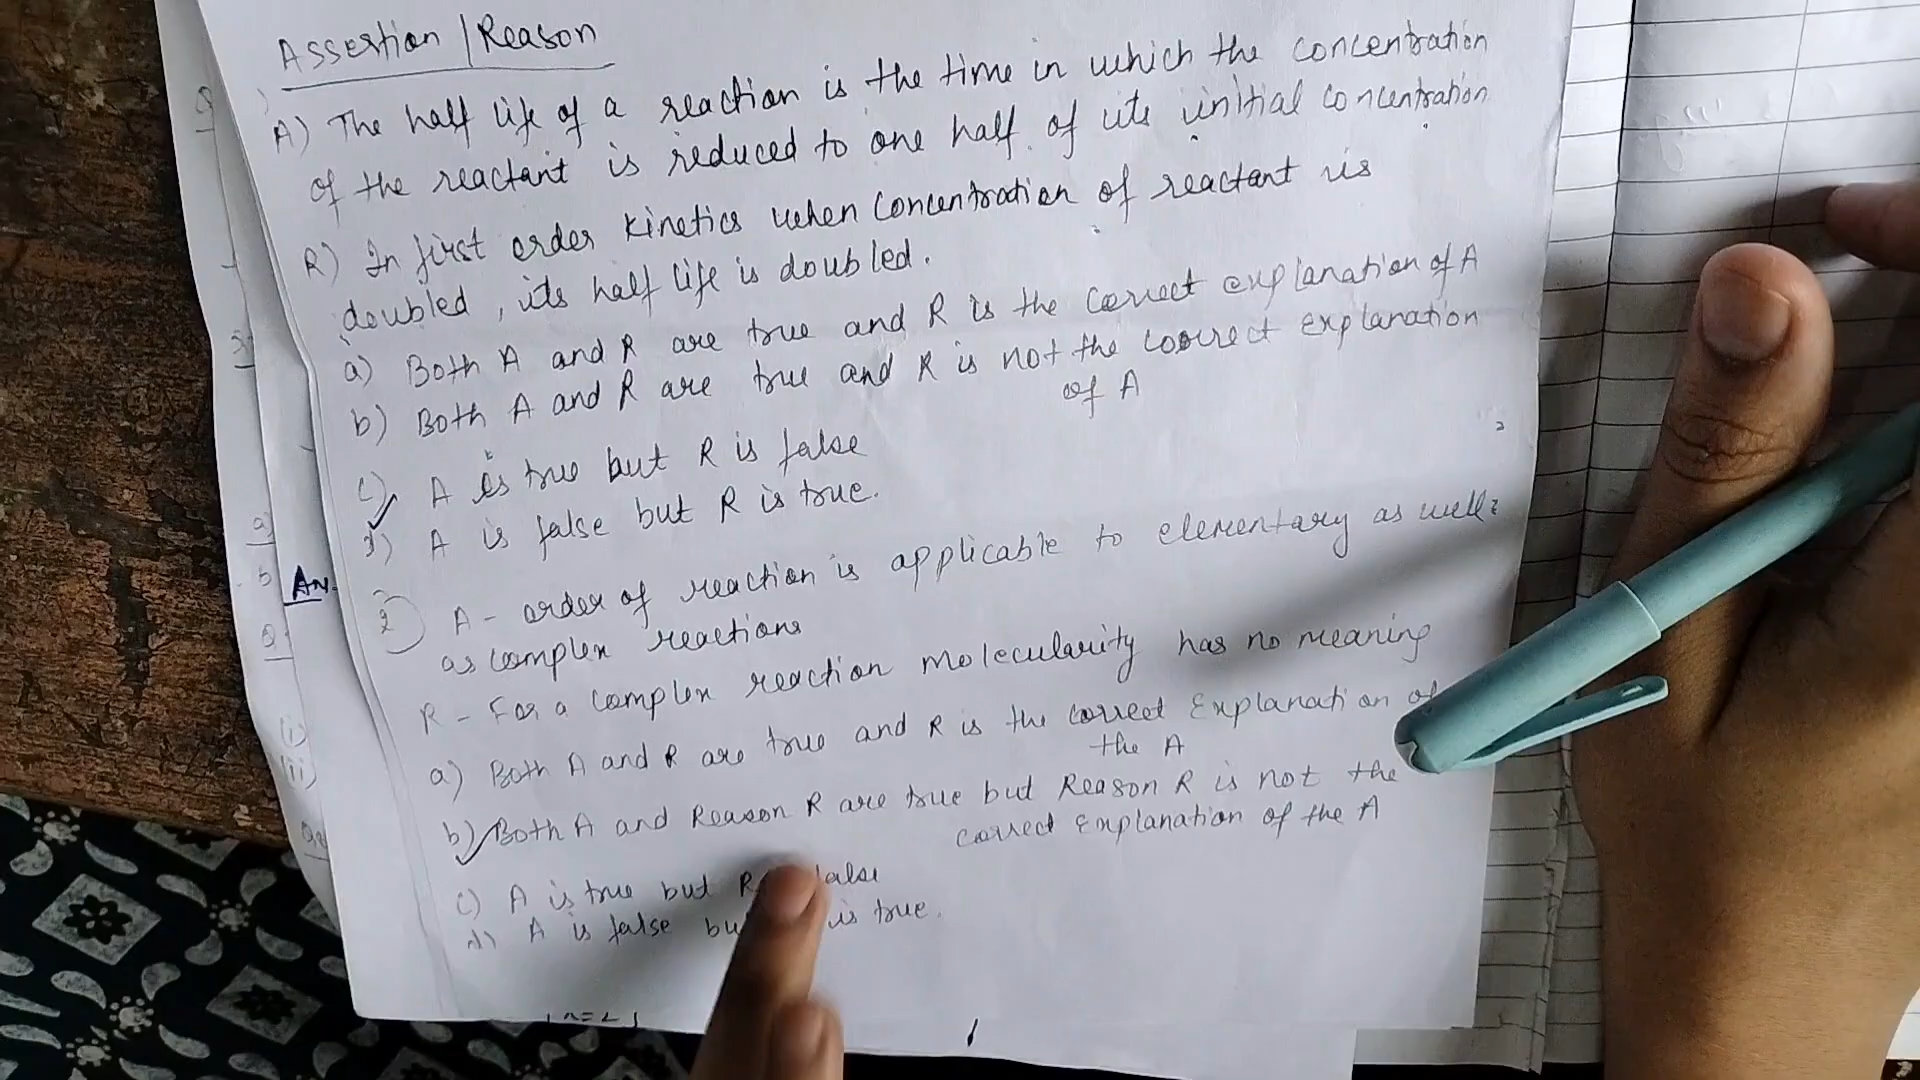 Assertion | Reason
A) The half life of a reaction is the time in which the concentration
of the reactant is reduced to one half of its initial concentration
R) In first order kinetics when concentration of reactant is
doubled, its half life is doubled.
a) Both A and R are true and R is the correct explanation of A
b) Both A and R are true and R is not the correct explanation
of A
c) A is true but R is false
d) A is false but R is true.
2) A - order of reaction is applicable to elementary as well
as complex reactions
R - For a complex reaction molecularity has no meaning
a) Both A and R are true and R is the correct Explanation of
the A
b) Both A and Reason R are true but Reason R is not the
correct Explanation of the A
c) A is true but R
d) A is false is true.
An